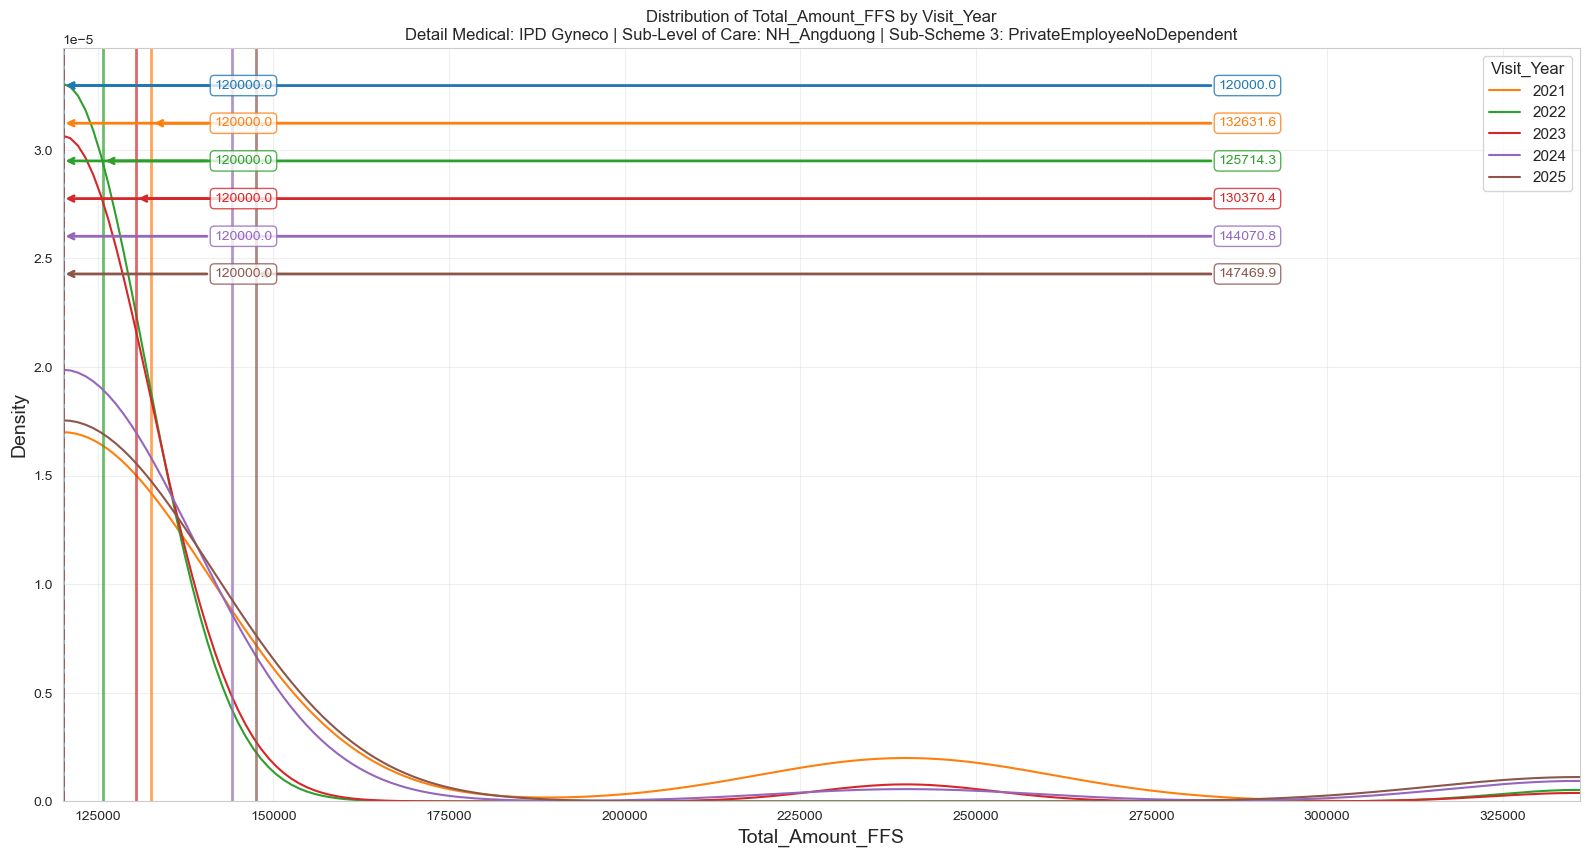 Distribution of Total_Amount_FFS by Visit_Year
Detail Medical: IPD Gyneco | Sub-Level of Care: NH_Angduong | Sub-Scheme 3: PrivateEmployeeNoDependent
1e−5
Visit_Year
2021
2022
2023
2024
2025
120000.0 120000.0
120000.0 132631.6
120000.0 125714.3
120000.0 130370.4
120000.0 144070.8
120000.0 147469.9
3.0
2.5
2.0
1.5
1.0
0.5
0.0
Density
125000 150000 175000 200000 225000 250000 275000 300000 325000
Total_Amount_FFS